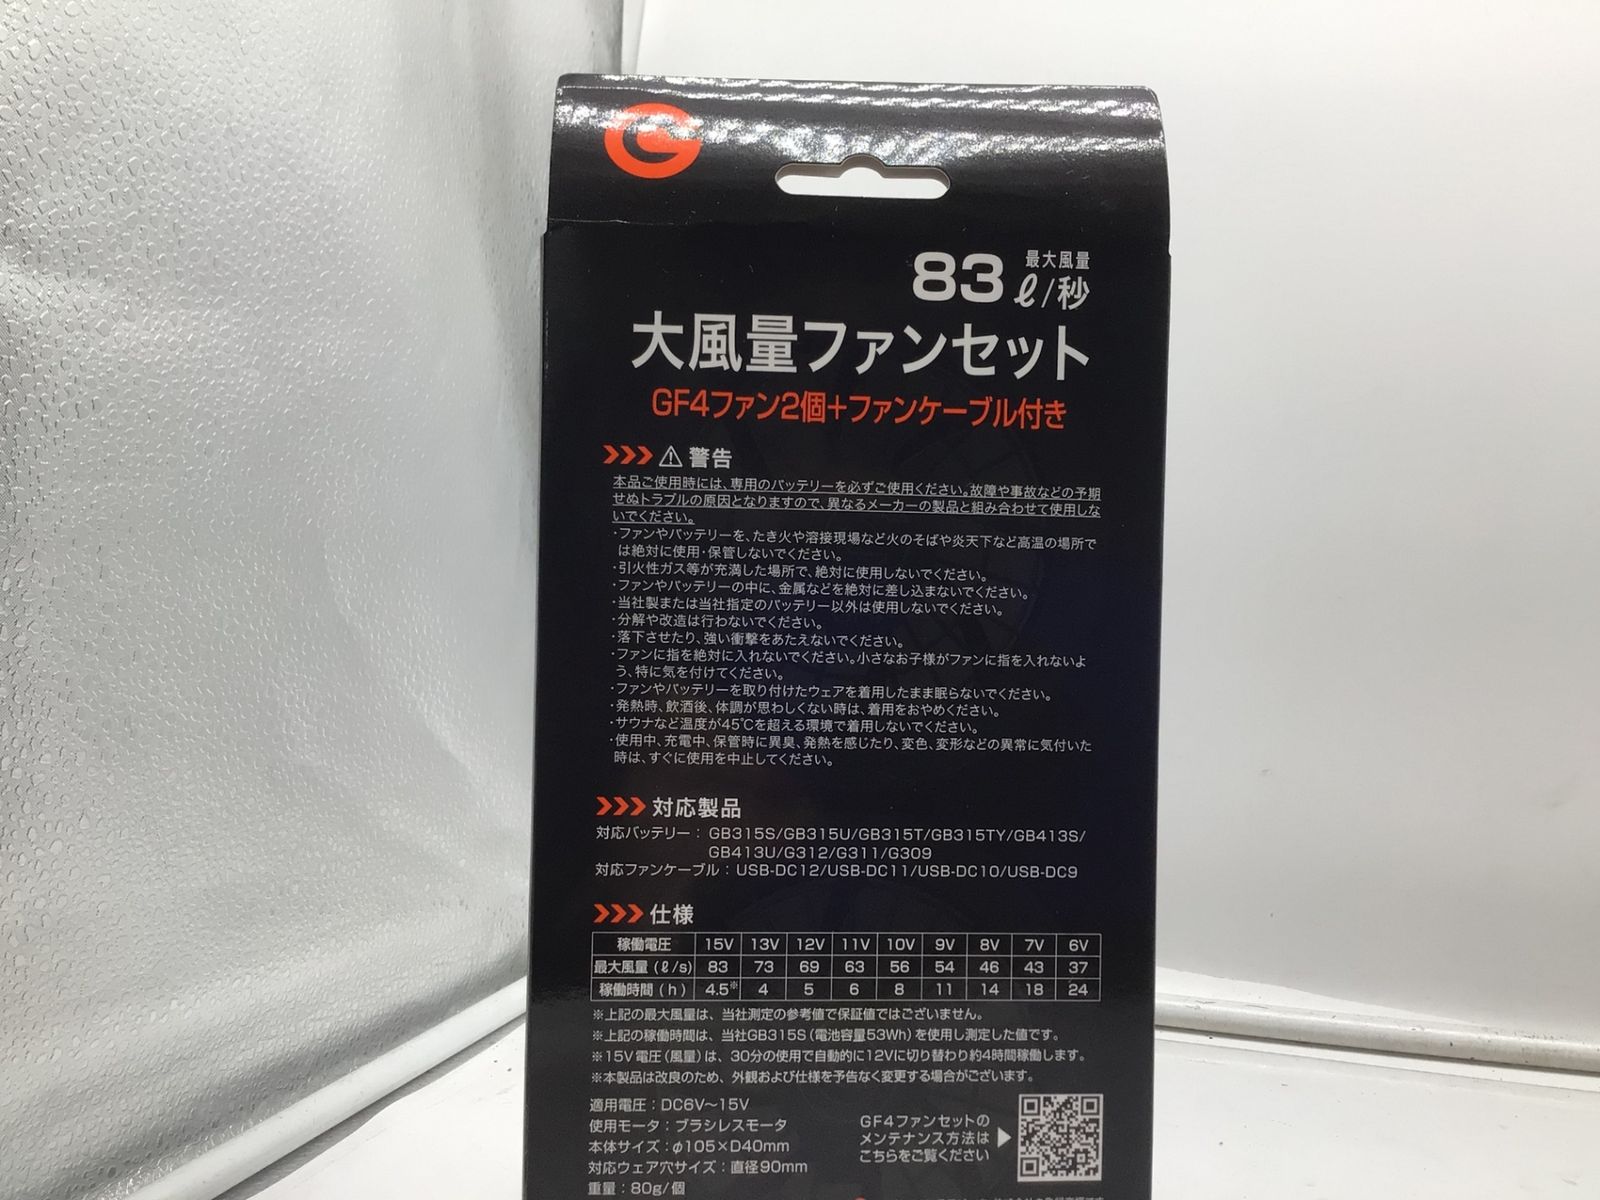 G
最大風量
83 ℓ/秒
大風量ファンセット
GF4ファン2個+ファンケーブル付き
⚠警告
本品ご使用時には、専用のバッテリーを必ずご使用ください。故障や事故などの予期
せぬトラブルの原因となりますので、異なるメーカーの製品と組み合わせて使用しな
いでください。
・ファンやバッテリーを、たき火や溶接現場など火のそばや炎天下など高温の場所で
は絶対に使用・保管しないでください。
・引火性ガス等が充満した場所で、絶対に使用しないでください。
・ファンやバッテリーの中に、金属などを絶対に差し込まないでください。
・当社製または当社指定のバッテリー以外は使用しないでください。
・分解や改造は行わないでください。
・落下させたり、強い衝撃をあたえないでください。
・ファンに指を絶対に入れないでください。小さなお子様がファンに指を入れないよ
う、特に気を付けてください。
・ファンやバッテリーを取り付けたウェアを着用したまま眠らないでください。
・発熱時、飲酒後、体調が思わしくない時は、着用をおやめください。
・サウナなど温度が45℃を超える環境で着用しないでください。
・使用中、充電中、保管時に異臭、発熱を感じたり、変色、変形などの異常に気付いた
時は、すぐに使用を中止してください。
対応製品
対応バッテリー：GB315S/GB315U/GB315T/GB315TY/GB413S/
GB413U/G312/G311/G309
対応ファンケーブル：USB-DC12/USB-DC11/USB-DC10/USB-DC9
仕様
稼働電圧 15V 13V 12V 11V 10V 9V 8V 7V 6V
最大風量(ℓ/s) 83 73 69 63 56 54 46 43 37
稼働時間(h) 4.5※ 4 5 6 8 11 14 18 24
※上記の最大風量は、当社測定の参考値で保証値ではございません。
※上記の稼働時間は、当社GB315S(電池容量53Wh)を使用し測定した値です。
※15V電圧(風量)は、30分の使用で自動的に12Vに切り替わり約4時間稼働します。
※本製品は改良のため、外観および仕様を予告なく変更する場合がございます。
適用電圧：DC6V〜15V
使用モータ：ブラシレスモータ
本体サイズ：φ105×D40mm
対応ウェア穴サイズ：直径90mm
重量：80g/個
GF4ファンセットの
メンテナンス方法は
こちらをご覧ください